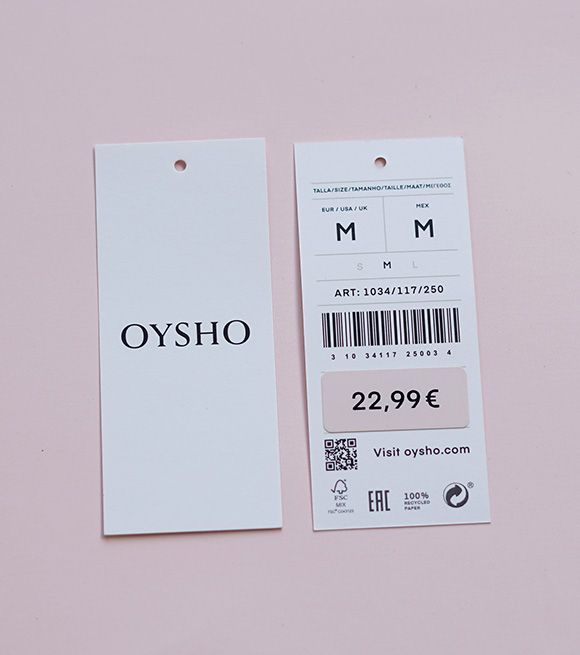 OYSHO
TALLA/SIZE/TAMANHO/TAILLE/MAAT/ΜΕΓΕΘΟΣ
EUR / USA / UK
MEX
M
M
S M L
ART: 1034/117/250
3 10 34117 25003 4
22,99 €
Visit oysho.com
FSC
MIX
EAC
100%
RECYCLED
PAPER
®